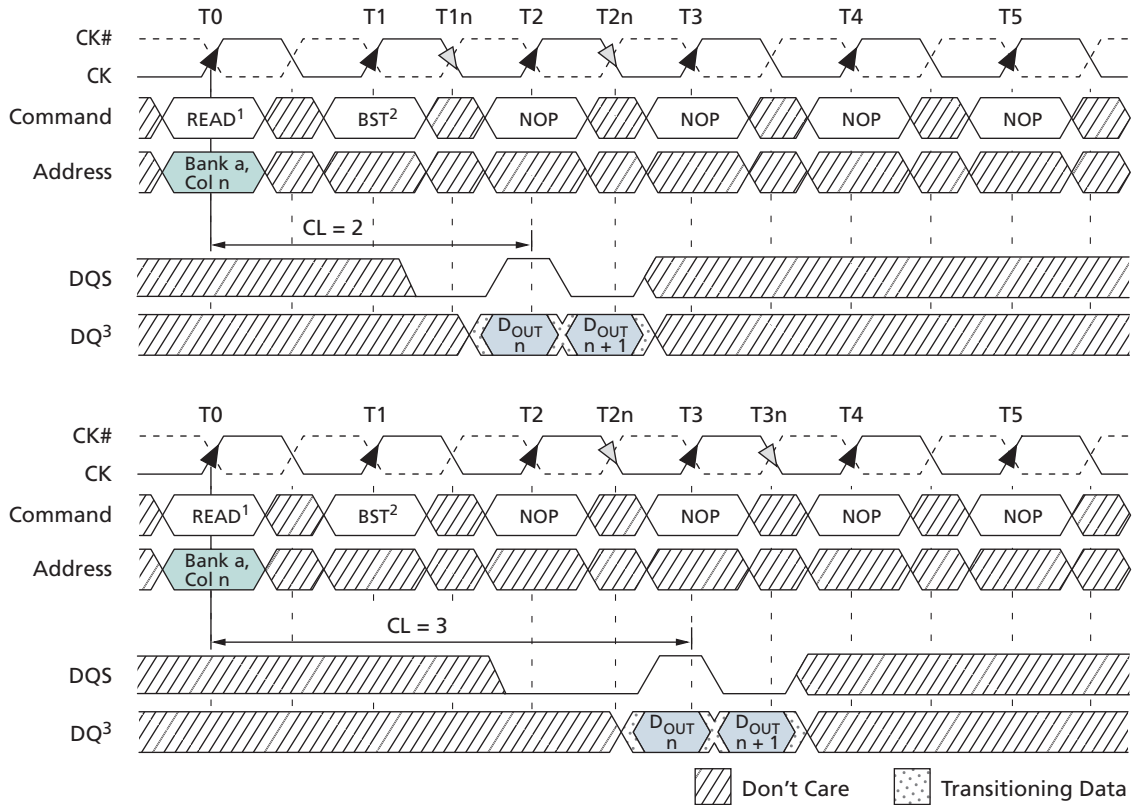 T0 T1 T1n T2 T2n T3 T4 T5
CK#
CK
Command READ¹ BST² NOP NOP NOP NOP
Address Bank a,
Col n
CL = 2
DQS
DQ³ DOUT
n DOUT
n + 1
T0 T1 T2 T2n T3 T3n T4 T5
CK#
CK
Command READ¹ BST² NOP NOP NOP NOP
Address Bank a,
Col n
CL = 3
DQS
DQ³ DOUT
n DOUT
n + 1
Don't Care Transitioning Data